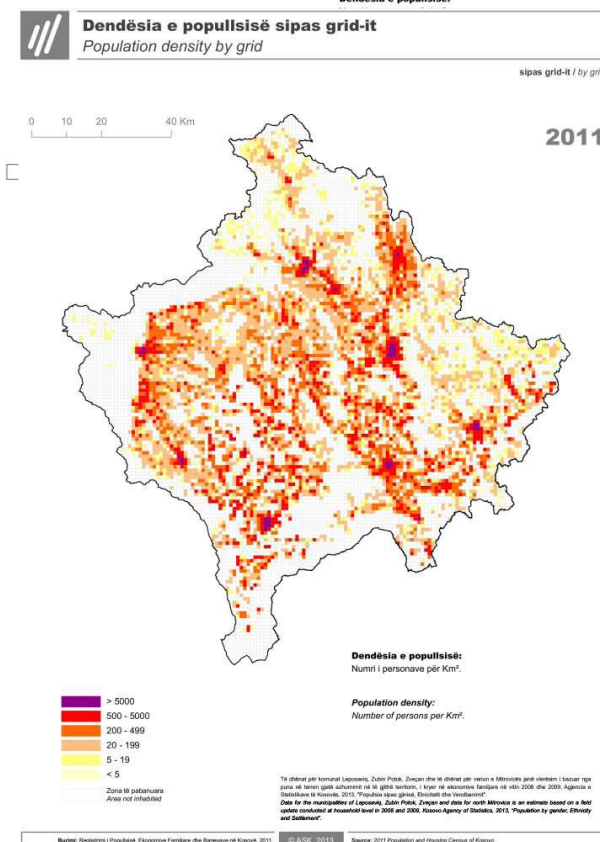 Dendësia e popullsisë:
Dendësia e popullsisë sipas grid-it
Population density by grid
sipas grid-it / by gri
0 10 20 40 Km
2011
Dendësia e popullsisë:
Numri i personave për Km².
Population density:
Number of persons per Km².
> 5000
500 - 5000
200 - 499
20 - 199
5 - 19
< 5
Zona të pabanuara
Area not inhabited
Të dhënat për komunat Leposaviq, Zubin Potok, Zveçan dhe të dhënat për veriun e Mitrovicës janë vlerësim i bazuar nga
puna në terren gjatë azhurnimit në të gjithë territorin, i kryer në ekonomive familjare në vitin 2008 dhe 2009, Agjencia e
Statistikave të Kosovës, 2013, "Popullsia sipas gjinisë, Etnicitetit dhe Vendbanimit".
Data for the municipalities of Leposaviq, Zubin Potok, Zveçan and data for north Mitrovica is an estimate based on a field
update conducted at household level in 2008 and 2009, Kosovo Agency of Statistics, 2013, "Population by gender, Ethnicity
and Settlement".
Burimi: Regjistrimi i Popullsisë, Ekonomive Familjare dhe Banesave në Kosovë, 2011
© ASK, 2013
Source: 2011 Population and Housing Census of Kosovo